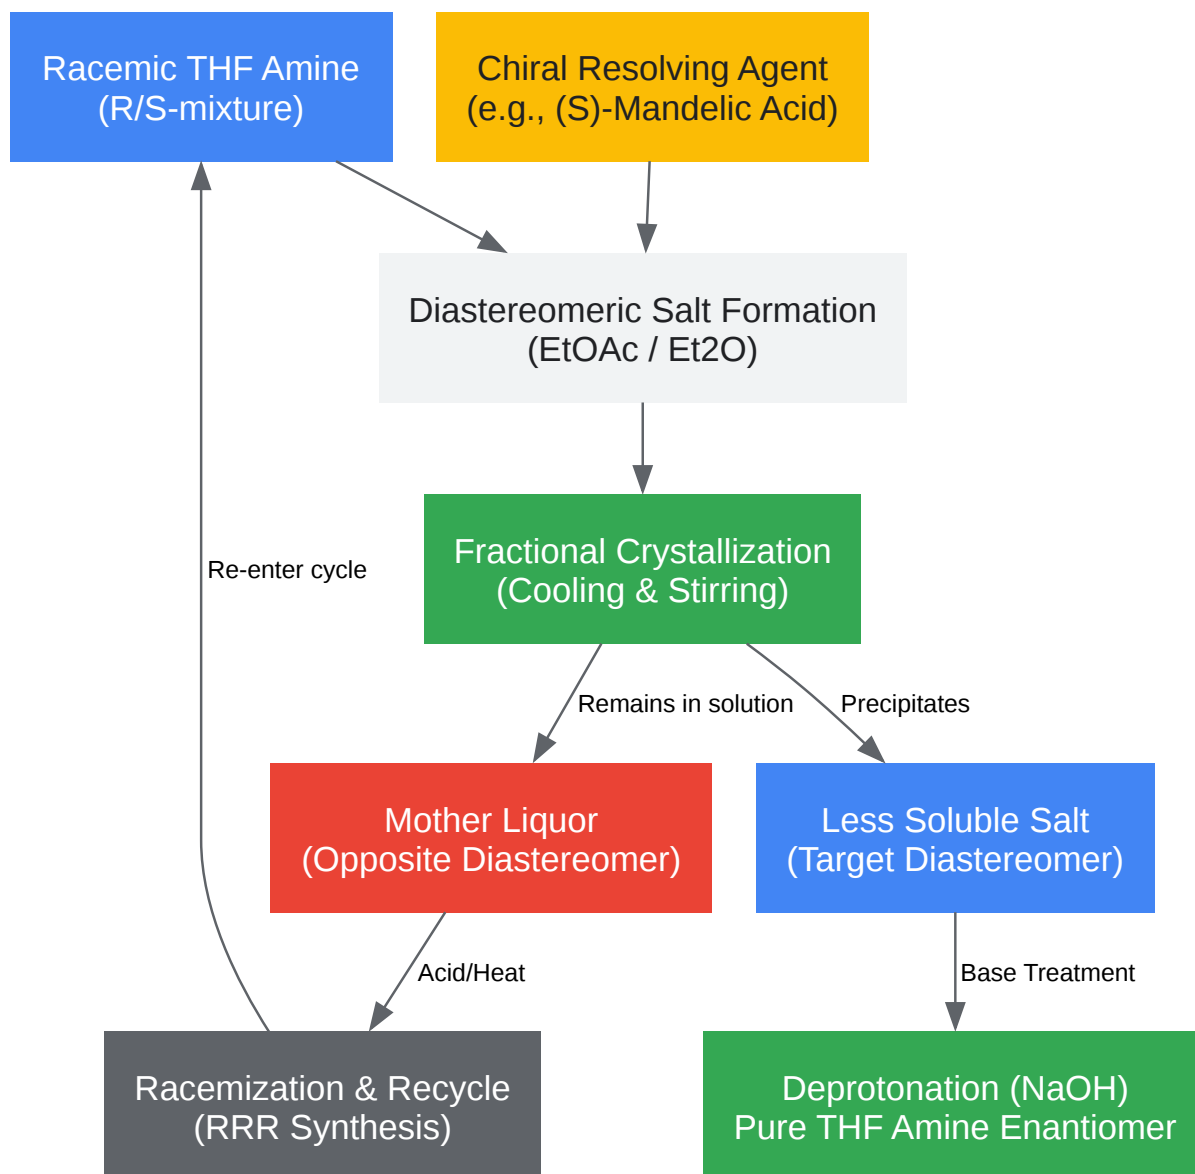 Racemic THF Amine
(R/S-mixture)
Chiral Resolving Agent
(e.g., (S)-Mandelic Acid)
Diastereomeric Salt Formation
(EtOAc / Et2O)
Fractional Crystallization
(Cooling & Stirring)
Re-enter cycle
Remains in solution
Precipitates
Mother Liquor
(Opposite Diastereomer)
Less Soluble Salt
(Target Diastereomer)
Acid/Heat
Base Treatment
Racemization & Recycle
(RRR Synthesis)
Deprotonation (NaOH)
Pure THF Amine Enantiomer